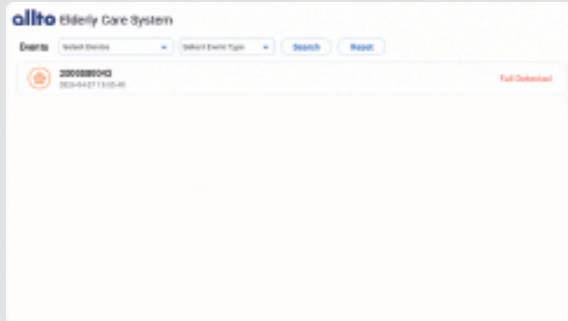 allto Elderly Care System
Events Select Device Select Event Type Search Reset
Fall Detected